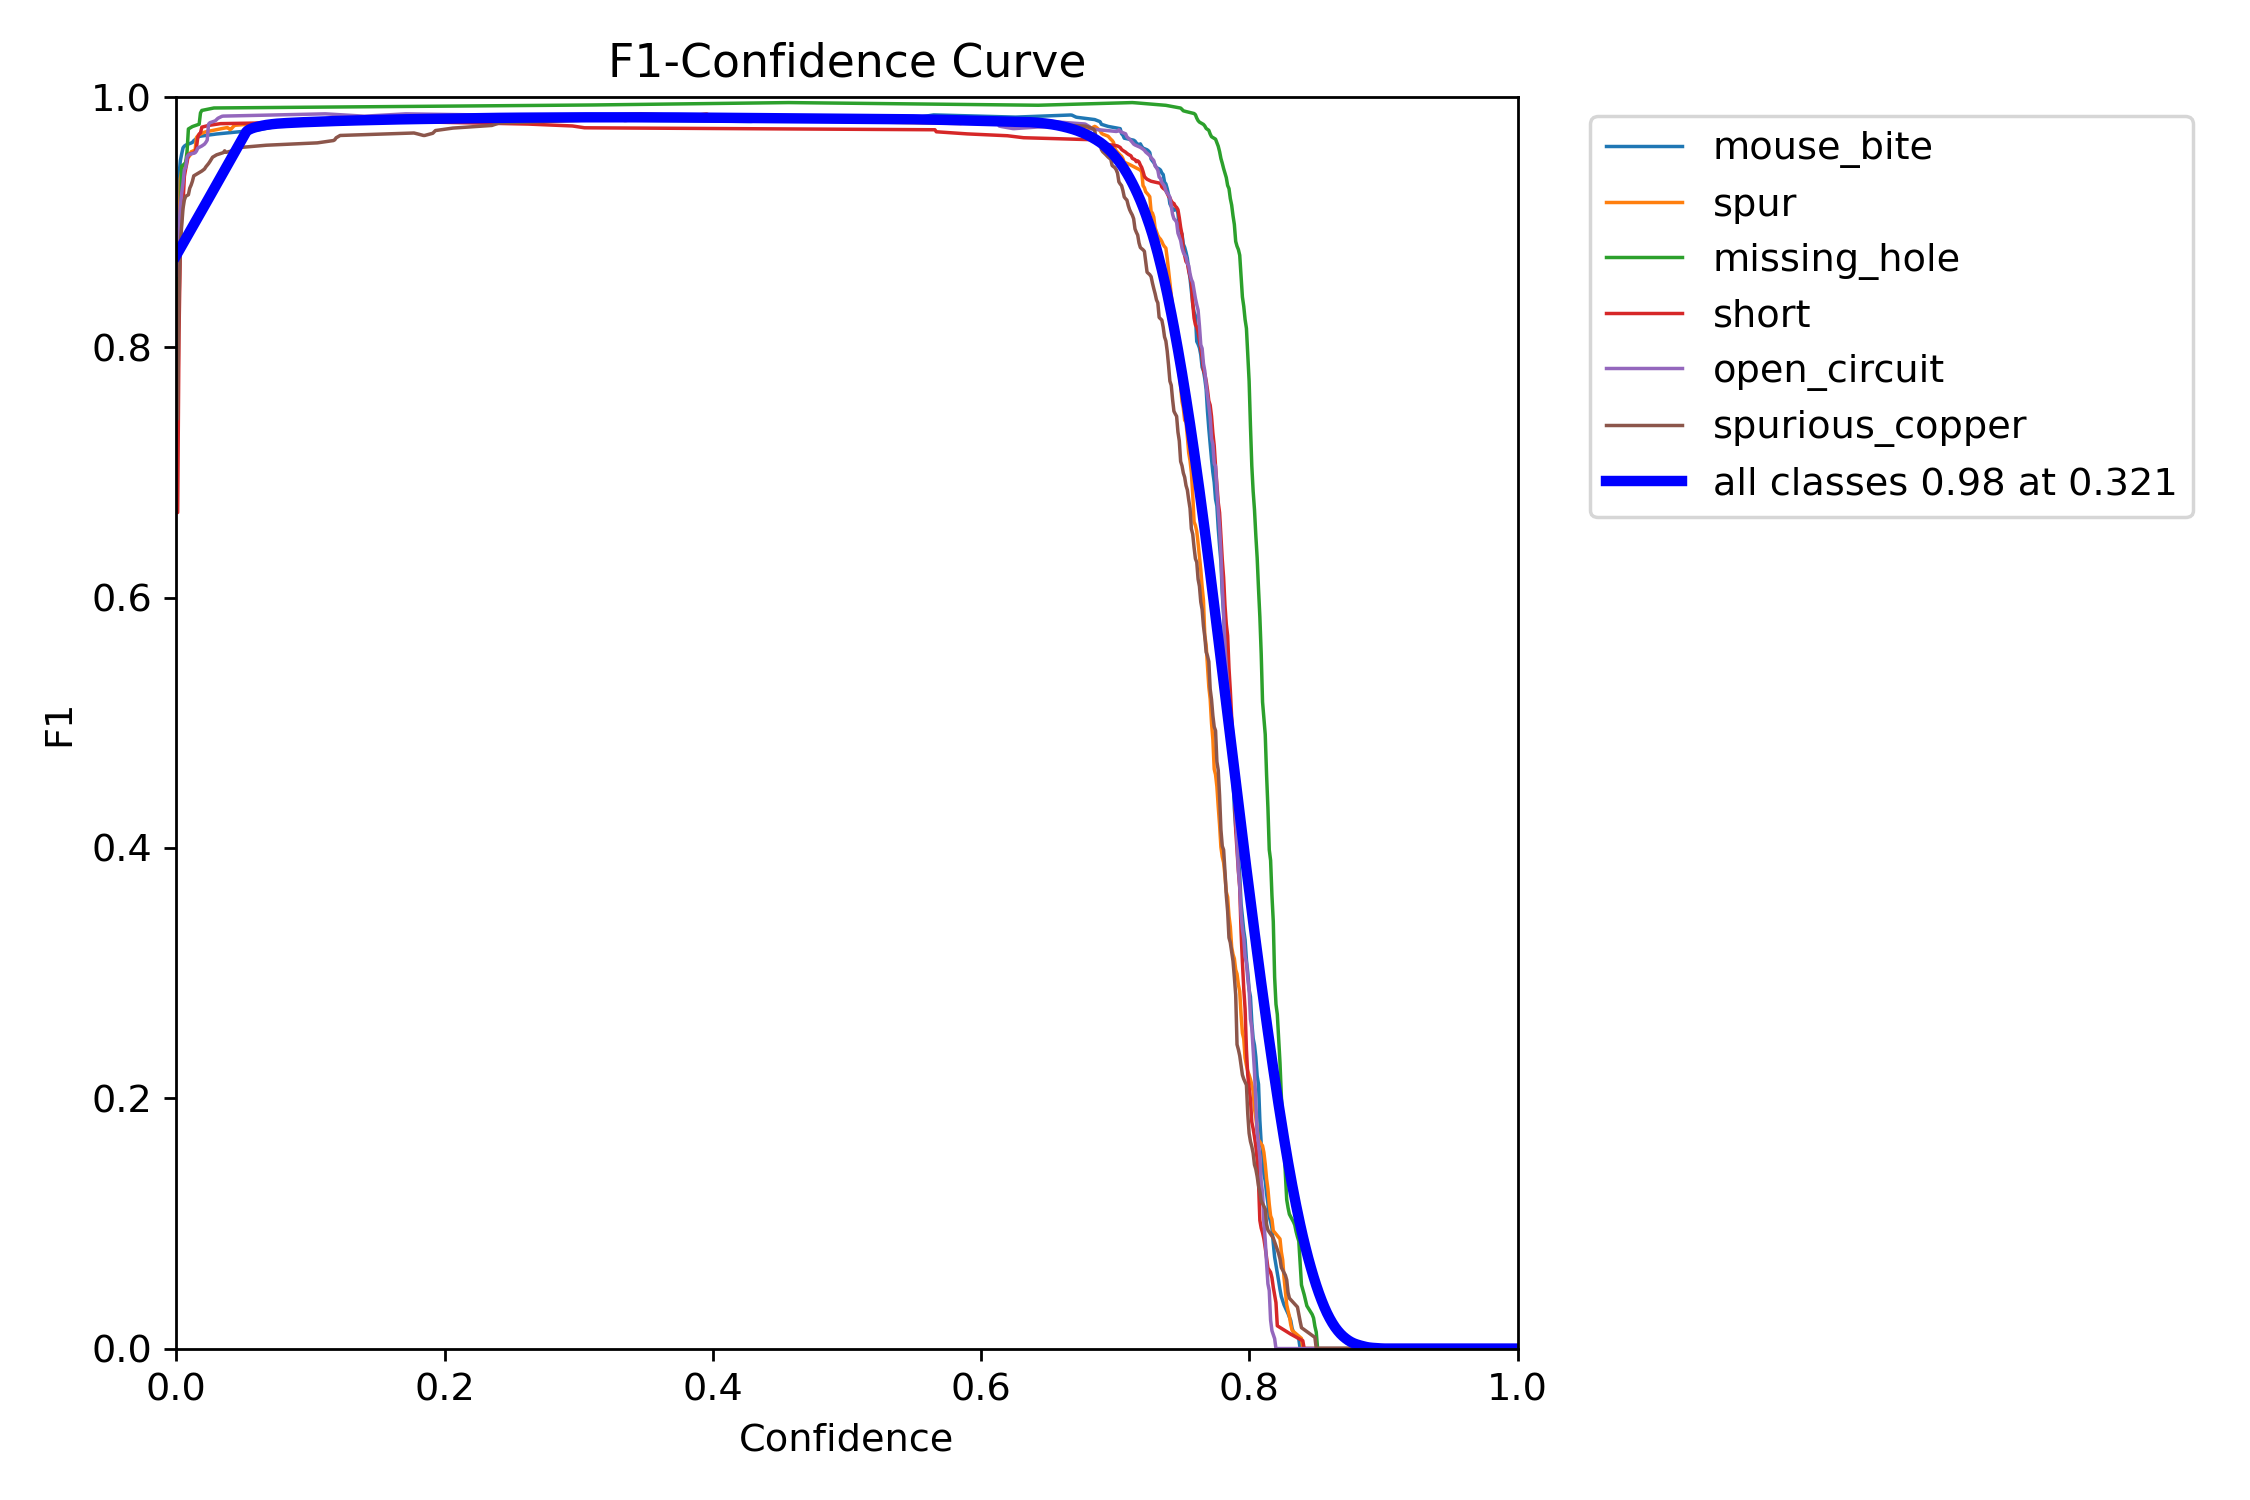 F1-Confidence Curve
1.0
0.8
0.6
0.4
0.2
0.0
F1
0.0 0.2 0.4 0.6 0.8 1.0
Confidence
mouse_bite
spur
missing_hole
short
open_circuit
spurious_copper
all classes 0.98 at 0.321